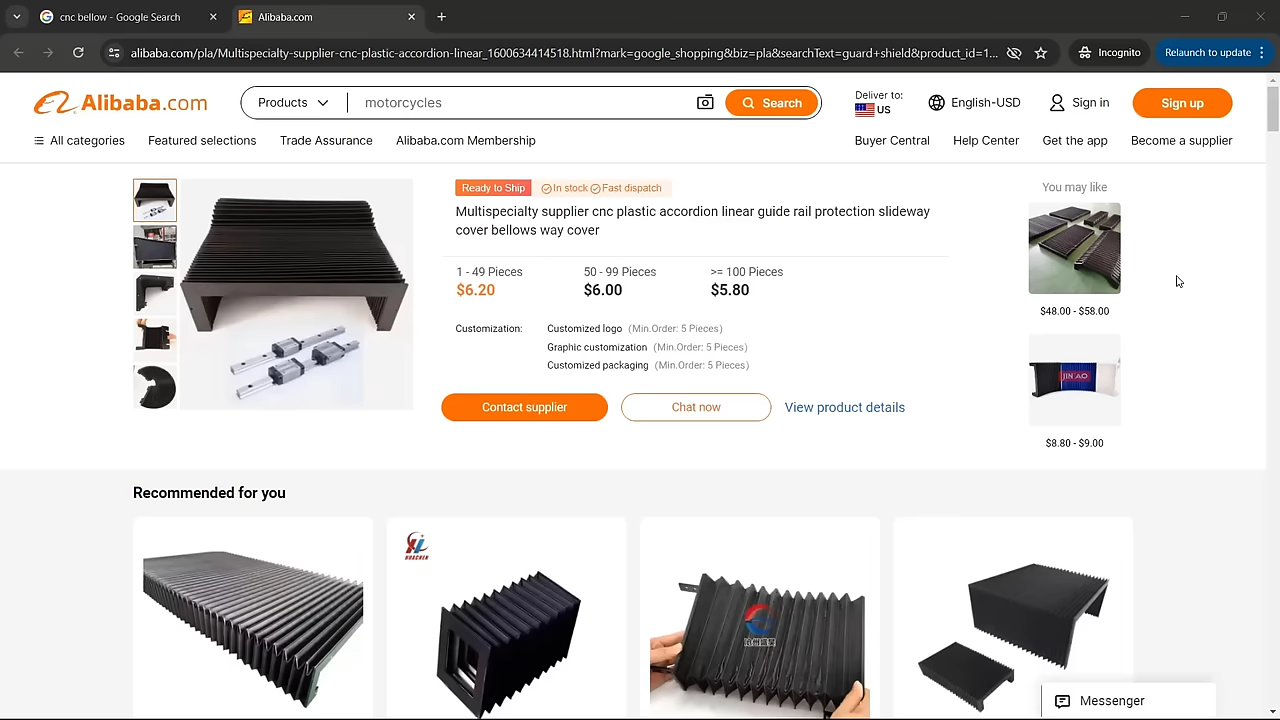 cnc bellow - Google Search
Alibaba.com
alibaba.com/pla/Multispecialty-supplier-cnc-plastic-accordion-linear_1600634414518.html?mark=google_shopping&biz=pla&searchText=guard+shield&product_id=1...
Incognito
Relaunch to update
Alibaba.com
Products
motorcycles
Search
Deliver to:
US
English-USD
Sign in
Sign up
All categories
Featured selections
Trade Assurance
Alibaba.com Membership
Buyer Central
Help Center
Get the app
Become a supplier
Ready to Ship
In stock
Fast dispatch
Multispecialty supplier cnc plastic accordion linear guide rail protection slideway
cover bellows way cover
1 - 49 Pieces
50 - 99 Pieces
>= 100 Pieces
$6.20
$6.00
$5.80
Customization:
Customized logo (Min.Order: 5 Pieces)
Graphic customization (Min.Order: 5 Pieces)
Customized packaging (Min.Order: 5 Pieces)
Contact supplier
Chat now
View product details
You may like
$48.00 - $58.00
JIN AO
$8.80 - $9.00
Recommended for you
HUACHEN
Messenger